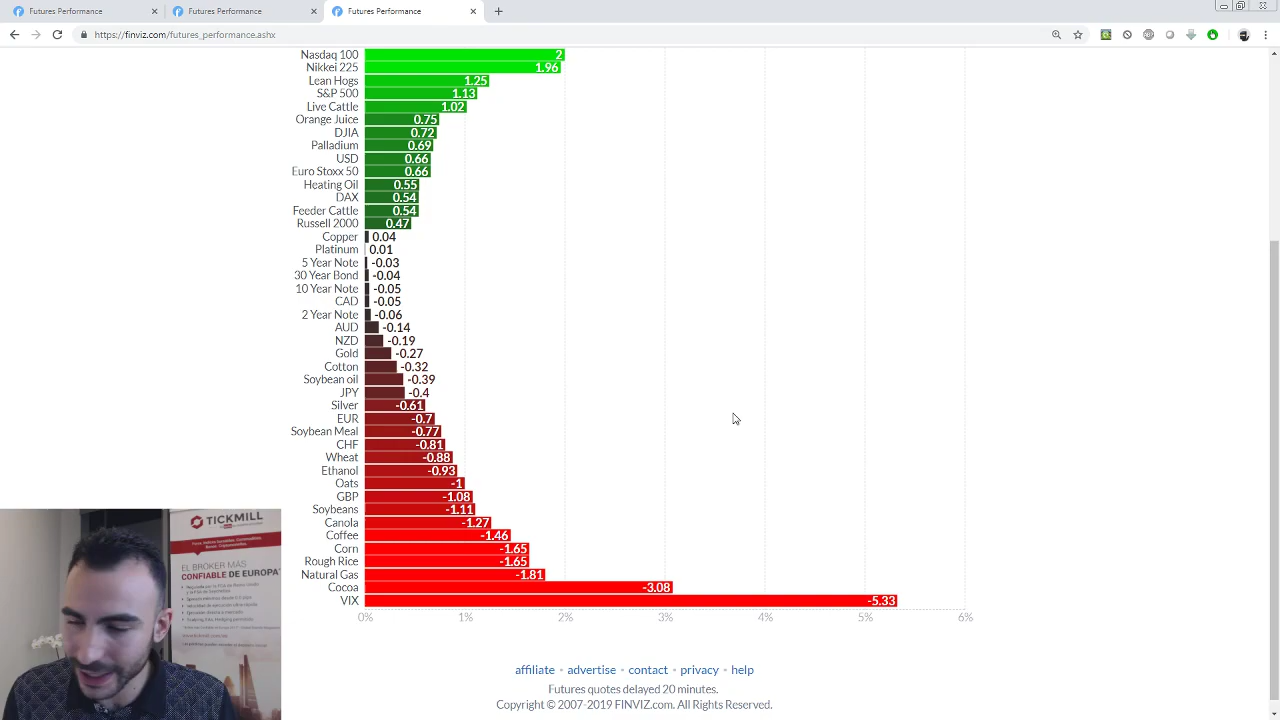 Futures Performance
Futures Performance
Futures Performance
https://finviz.com/futures_performance.ashx
Nasdaq 100 2
Nikkei 225 1.96
Lean Hogs 1.25
S&P 500 1.13
Live Cattle 1.02
Orange Juice 0.75
DJIA 0.72
Palladium 0.69
USD 0.66
Euro Stoxx 50 0.66
Heating Oil 0.55
DAX 0.54
Feeder Cattle 0.54
Russell 2000 0.47
Copper 0.04
Platinum 0.01
5 Year Note -0.03
30 Year Bond -0.04
10 Year Note -0.05
CAD -0.05
2 Year Note -0.06
AUD -0.14
NZD -0.19
Gold -0.27
Cotton -0.32
Soybean oil -0.39
JPY -0.4
Silver -0.61
EUR -0.7
Soybean Meal -0.77
CHF -0.81
Wheat -0.88
Ethanol -0.93
Oats -1
GBP -1.08
Soybeans -1.11
Canola -1.27
Coffee -1.46
Corn -1.65
Rough Rice -1.65
Natural Gas -1.81
Cocoa -3.08
VIX -5.33
0% 1% 2% 3% 4% 5% 6%
affiliate • advertise • contact • privacy • help
Futures quotes delayed 20 minutes.
Copyright © 2007-2019 FINVIZ.com. All Rights Reserved.
TICKMILL
EL BRÓKER MÁS
CONFIABLE DE EUROPA